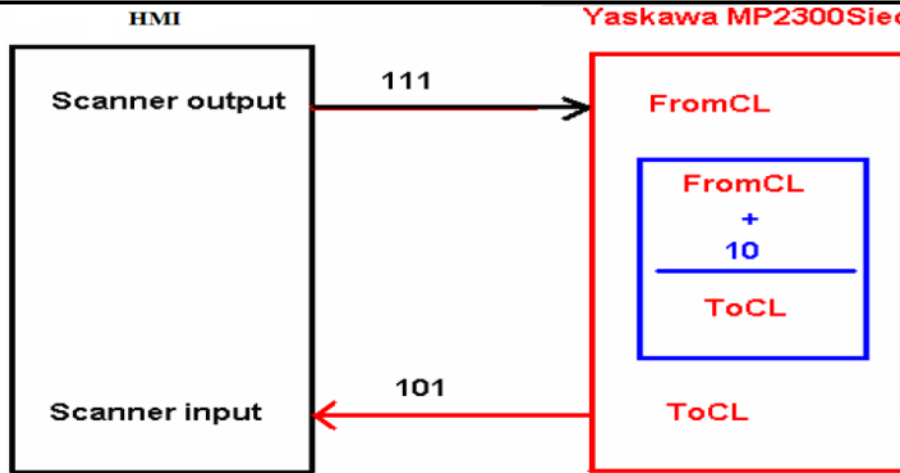 HMI
Yaskawa MP2300Siec
Scanner output
111
FromCL
FromCL
+
10
ToCL
Scanner input
101
ToCL